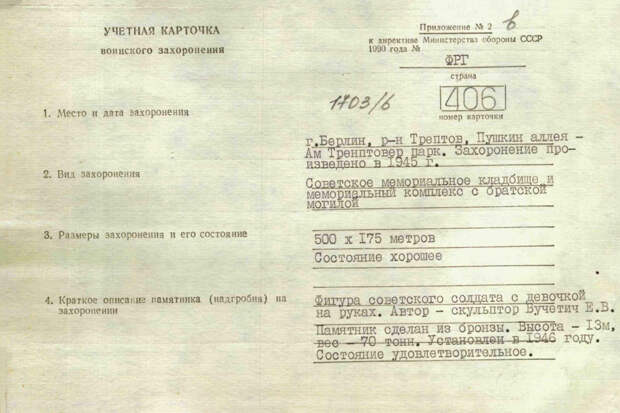 УЧЕТНАЯ КАРТОЧКА
воинского захоронения
Приложение № 2 в
к директиве Министерства обороны СССР
1990 года №
ФРГ
страна
1703/6
406
номер карточки
1. Место и дата захоронения
г.Берлин, р-н Трептов, Пушкин аллея -
Ам Тренптовер парк. Захоронение про-
изведено в 1945 г.
2. Вид захоронения
Советское мемориальное кладбище и
мемориальный комплекс с братской
могилой
3. Размеры захоронения и его состояние
500 х 175 метров
Состояние хорошее
4. Краткое описание памятника (надгробия) на
захоронении
Фигура советского солдата с девочкой
на руках. Автор - скульптор Вучетич Е.В.
Памятник сделан из бронзы. Высота - 13м,
вес - 70 тонн. Установлен в 1946 году.
Состояние удовлетворительное.